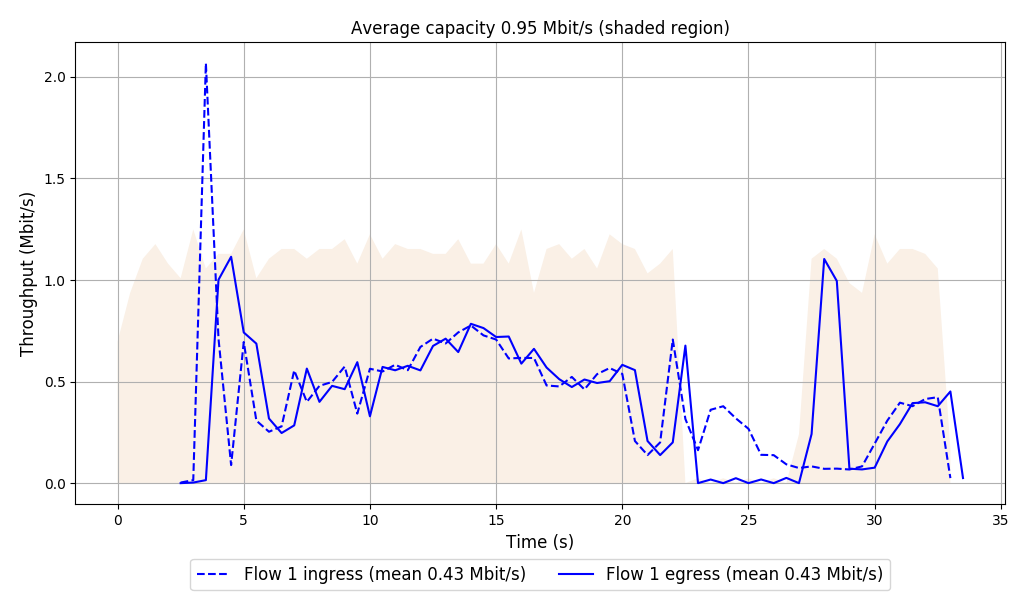 Average capacity 0.95 Mbit/s (shaded region)
Throughput (Mbit/s)
2.0
1.5
1.0
0.5
0.0
0 5 10 15 20 25 30 35
Time (s)
Flow 1 ingress (mean 0.43 Mbit/s) Flow 1 egress (mean 0.43 Mbit/s)